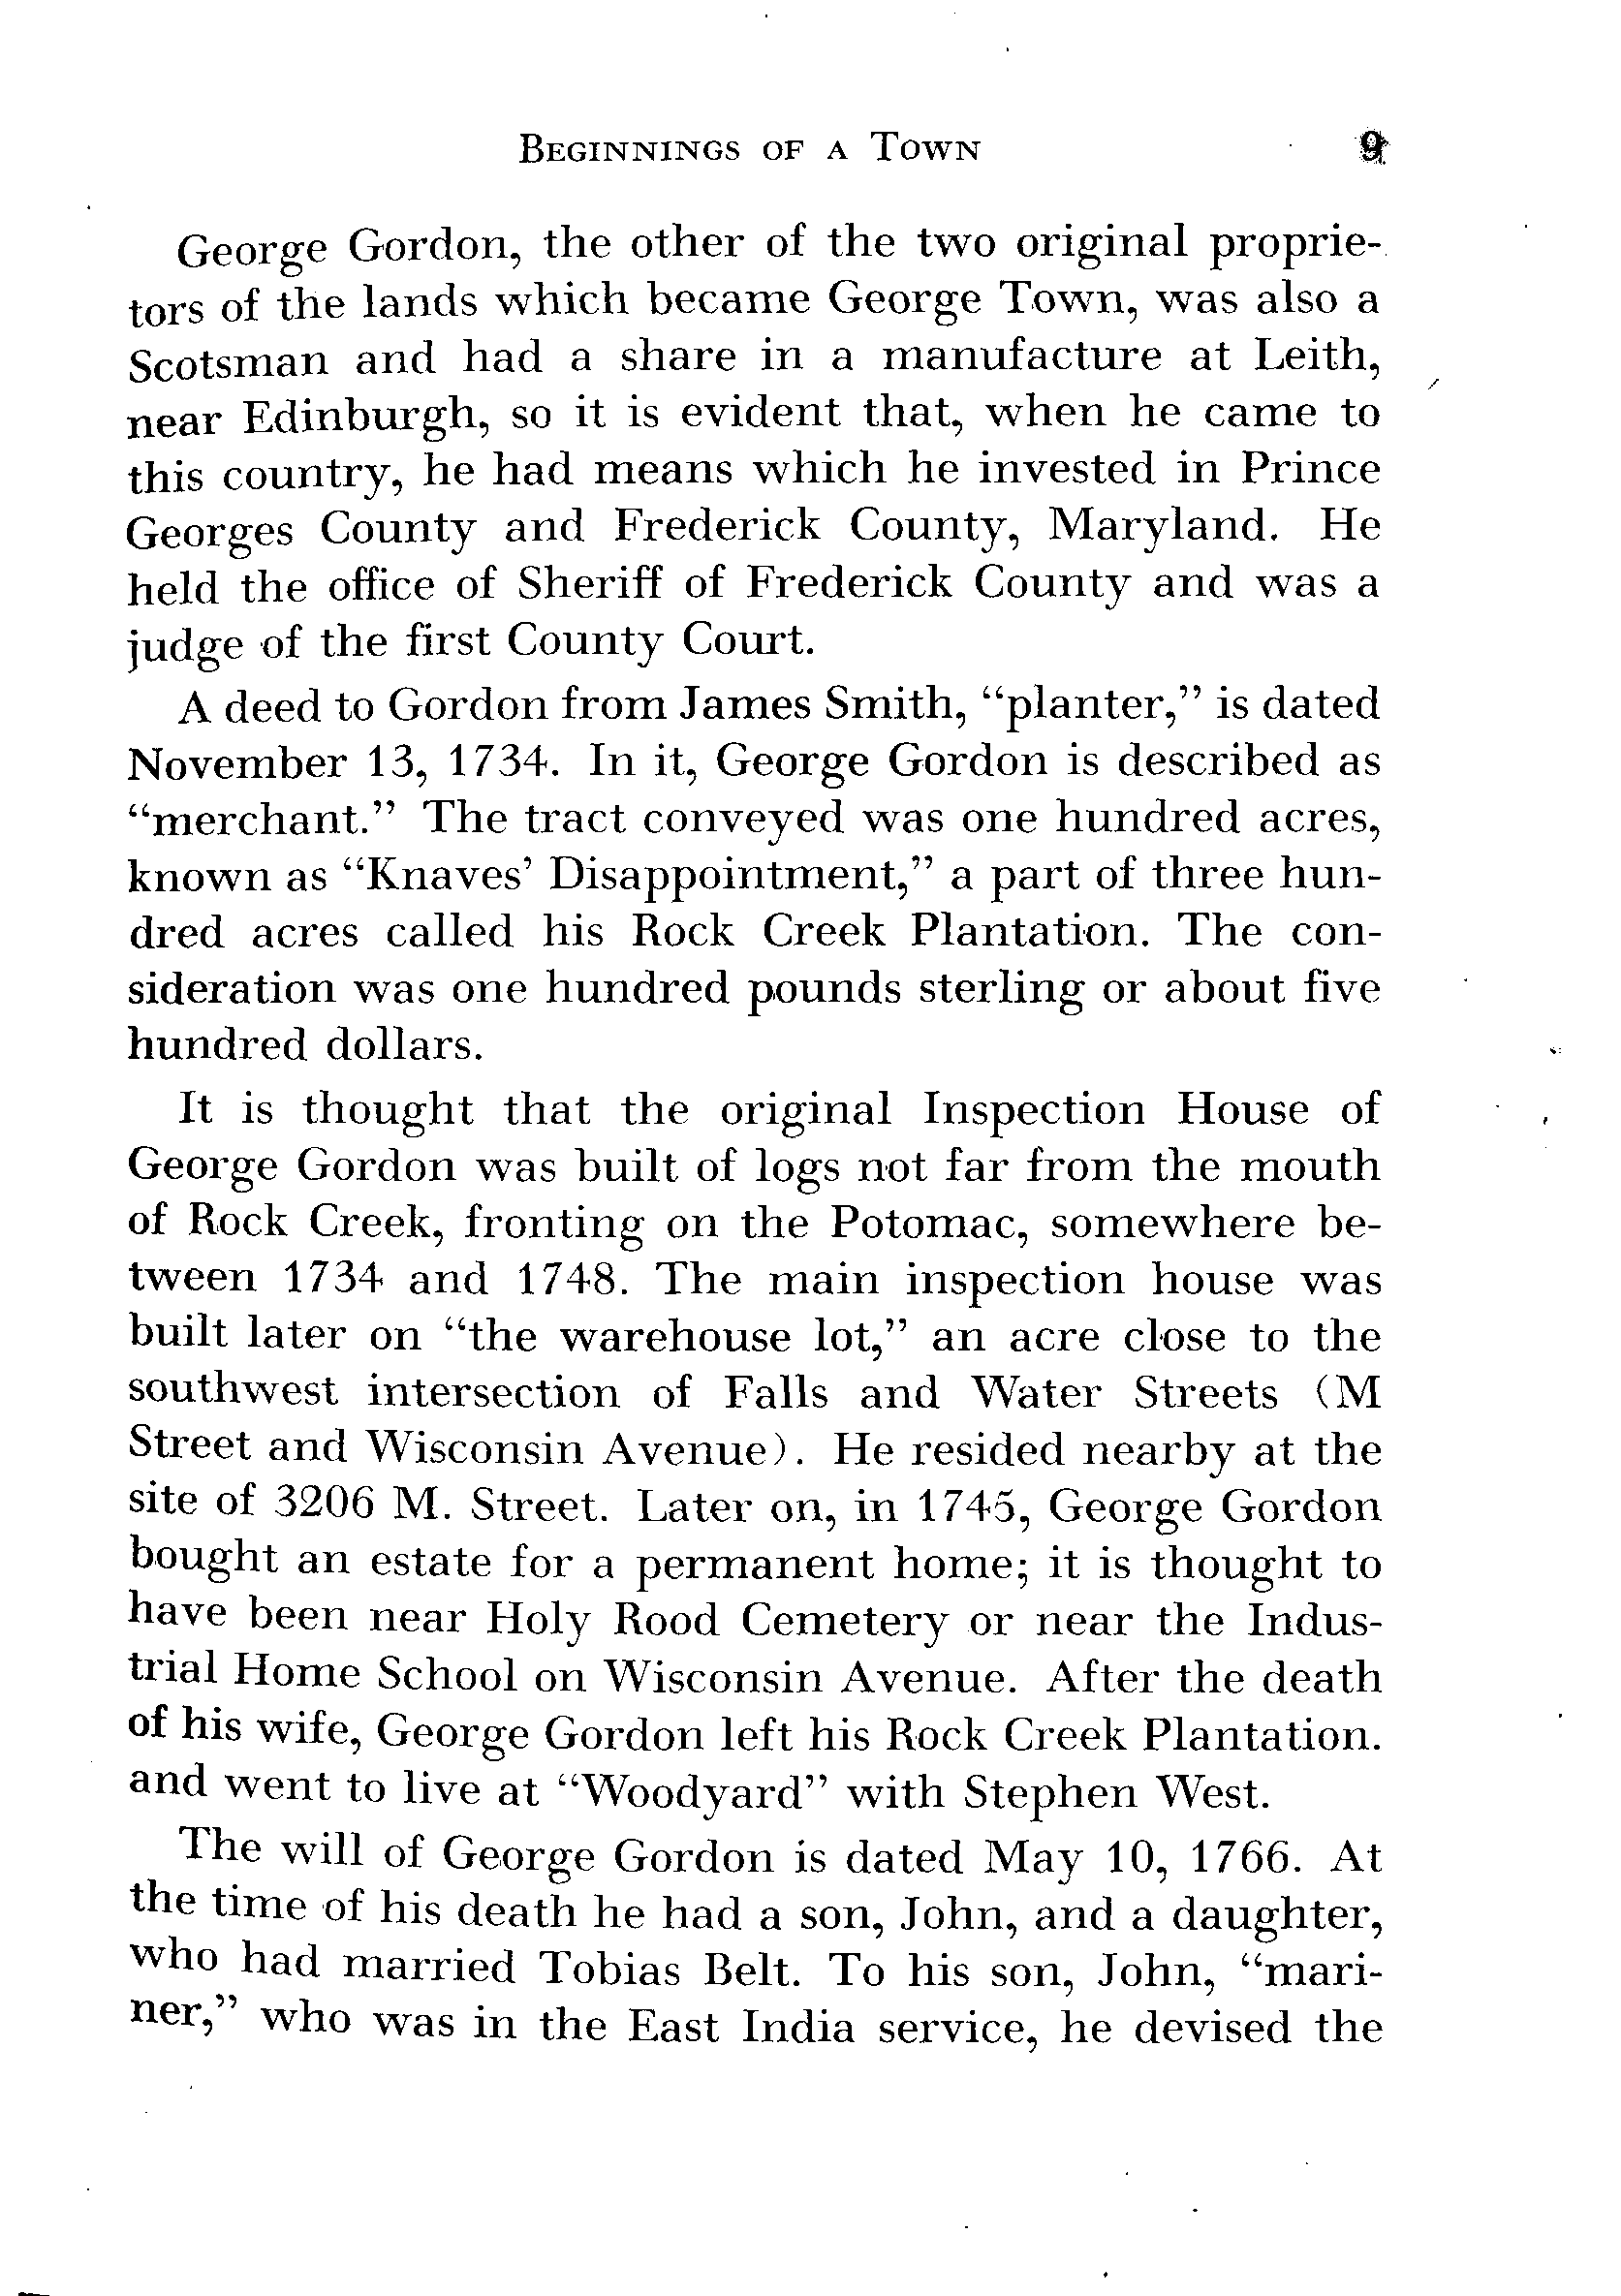 Beginnings of a Town 9
George Gordon, the other of the two original proprie-
tors of the lands which became George Town, was also a
Scotsman and had a share in a manufacture at Leith,
near Edinburgh, so it is evident that, when he came to
this country, he had means which he invested in Prince
Georges County and Frederick County, Maryland. He
held the office of Sheriff of Frederick County and was a
judge of the first County Court.
A deed to Gordon from James Smith, “planter,” is dated
November 13, 1734. In it, George Gordon is described as
“merchant.” The tract conveyed was one hundred acres,
known as “Knaves’ Disappointment,” a part of three hun-
dred acres called his Rock Creek Plantation. The con-
sideration was one hundred pounds sterling or about five
hundred dollars.
It is thought that the original Inspection House of
George Gordon was built of logs not far from the mouth
of Rock Creek, fronting on the Potomac, somewhere be-
tween 1734 and 1748. The main inspection house was
built later on “the warehouse lot,” an acre close to the
southwest intersection of Falls and Water Streets (M
Street and Wisconsin Avenue). He resided nearby at the
site of 3206 M. Street. Later on, in 1745, George Gordon
bought an estate for a permanent home; it is thought to
have been near Holy Rood Cemetery or near the Indus-
trial Home School on Wisconsin Avenue. After the death
of his wife, George Gordon left his Rock Creek Plantation.
and went to live at “Woodyard” with Stephen West.
The will of George Gordon is dated May 10, 1766. At
the time of his death he had a son, John, and a daughter,
who had married Tobias Belt. To his son, John, “mari-
ner,” who was in the East India service, he devised the